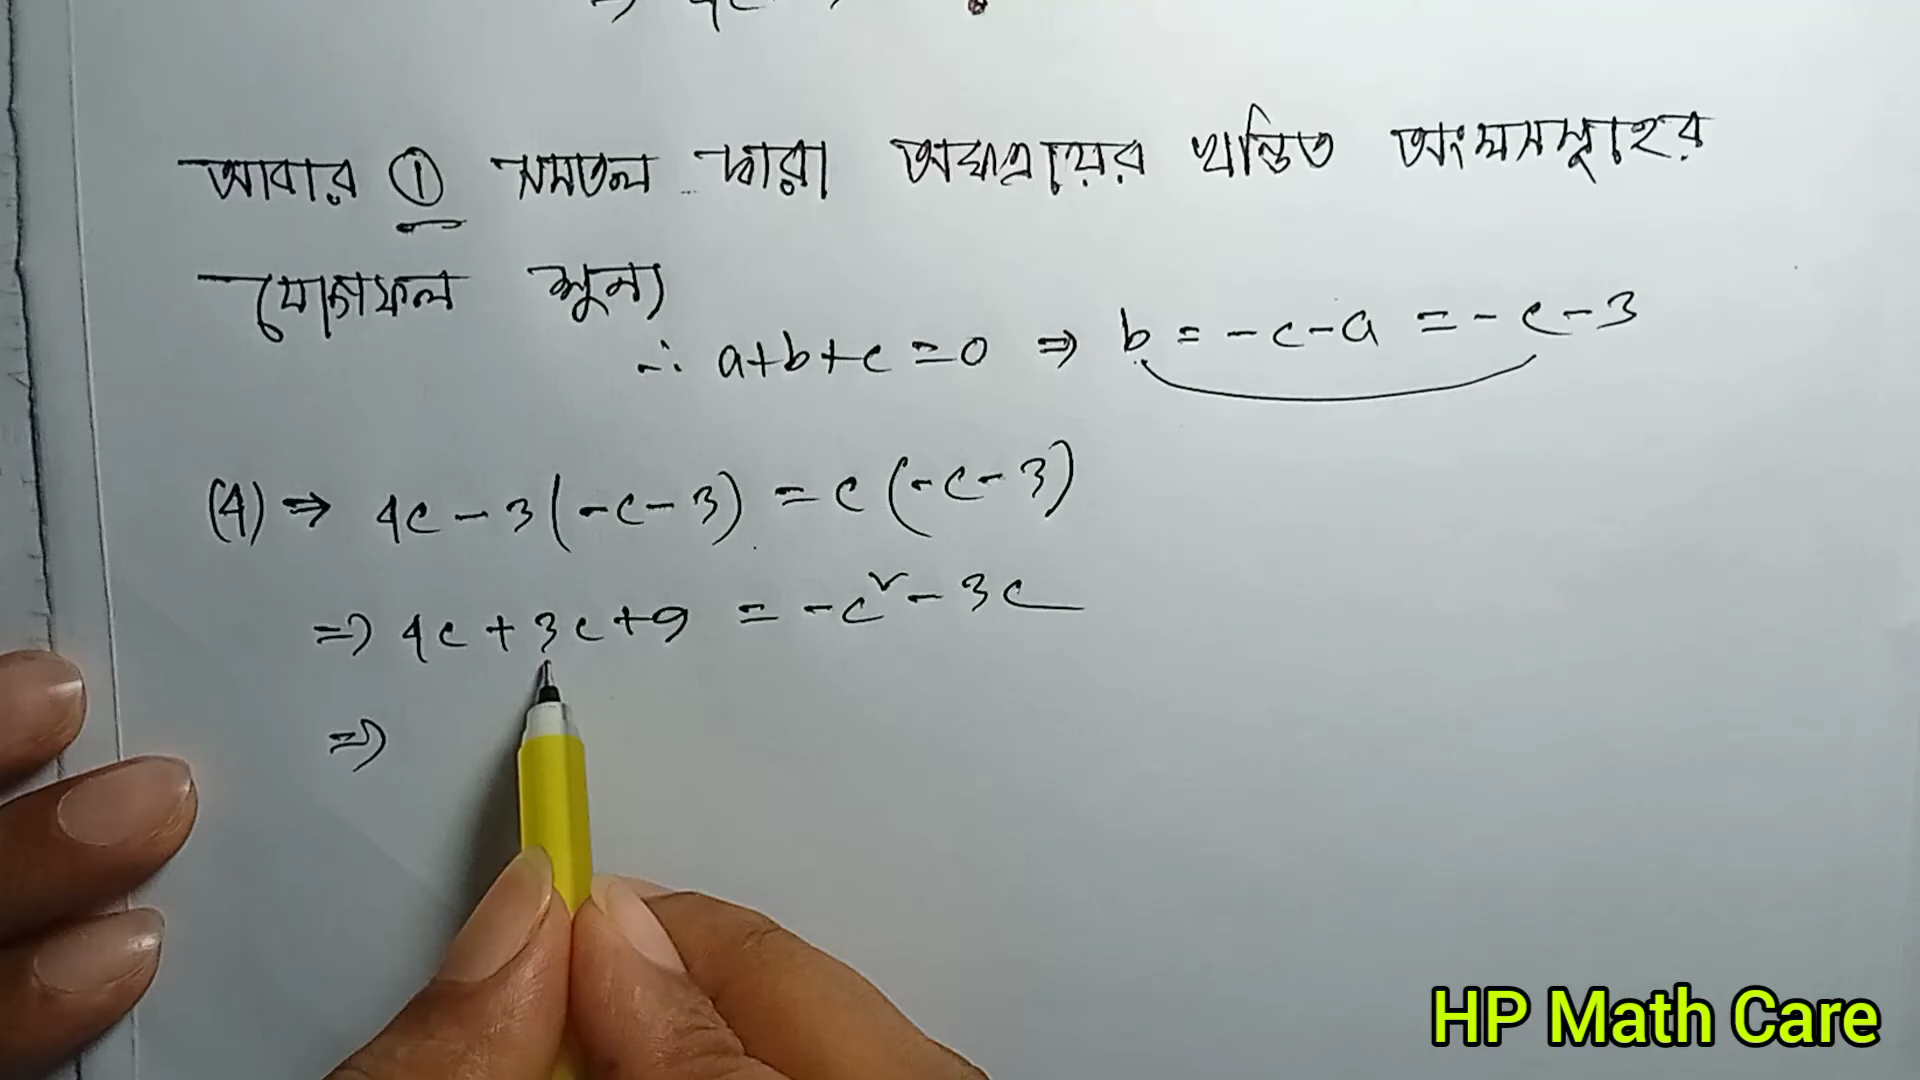 আবার ① সমতল দ্বারা অক্ষত্রয়ের খন্ডিত অংশসমূহের
যোগফল শূন্য
∴ a+b+c=0 ⇒ b = -c-a = -c-3
(4) ⇒ 4c-3(-c-3) = c(-c-3)
⇒ 4c+3c+9 = -c²-3c
⇒
HP Math Care